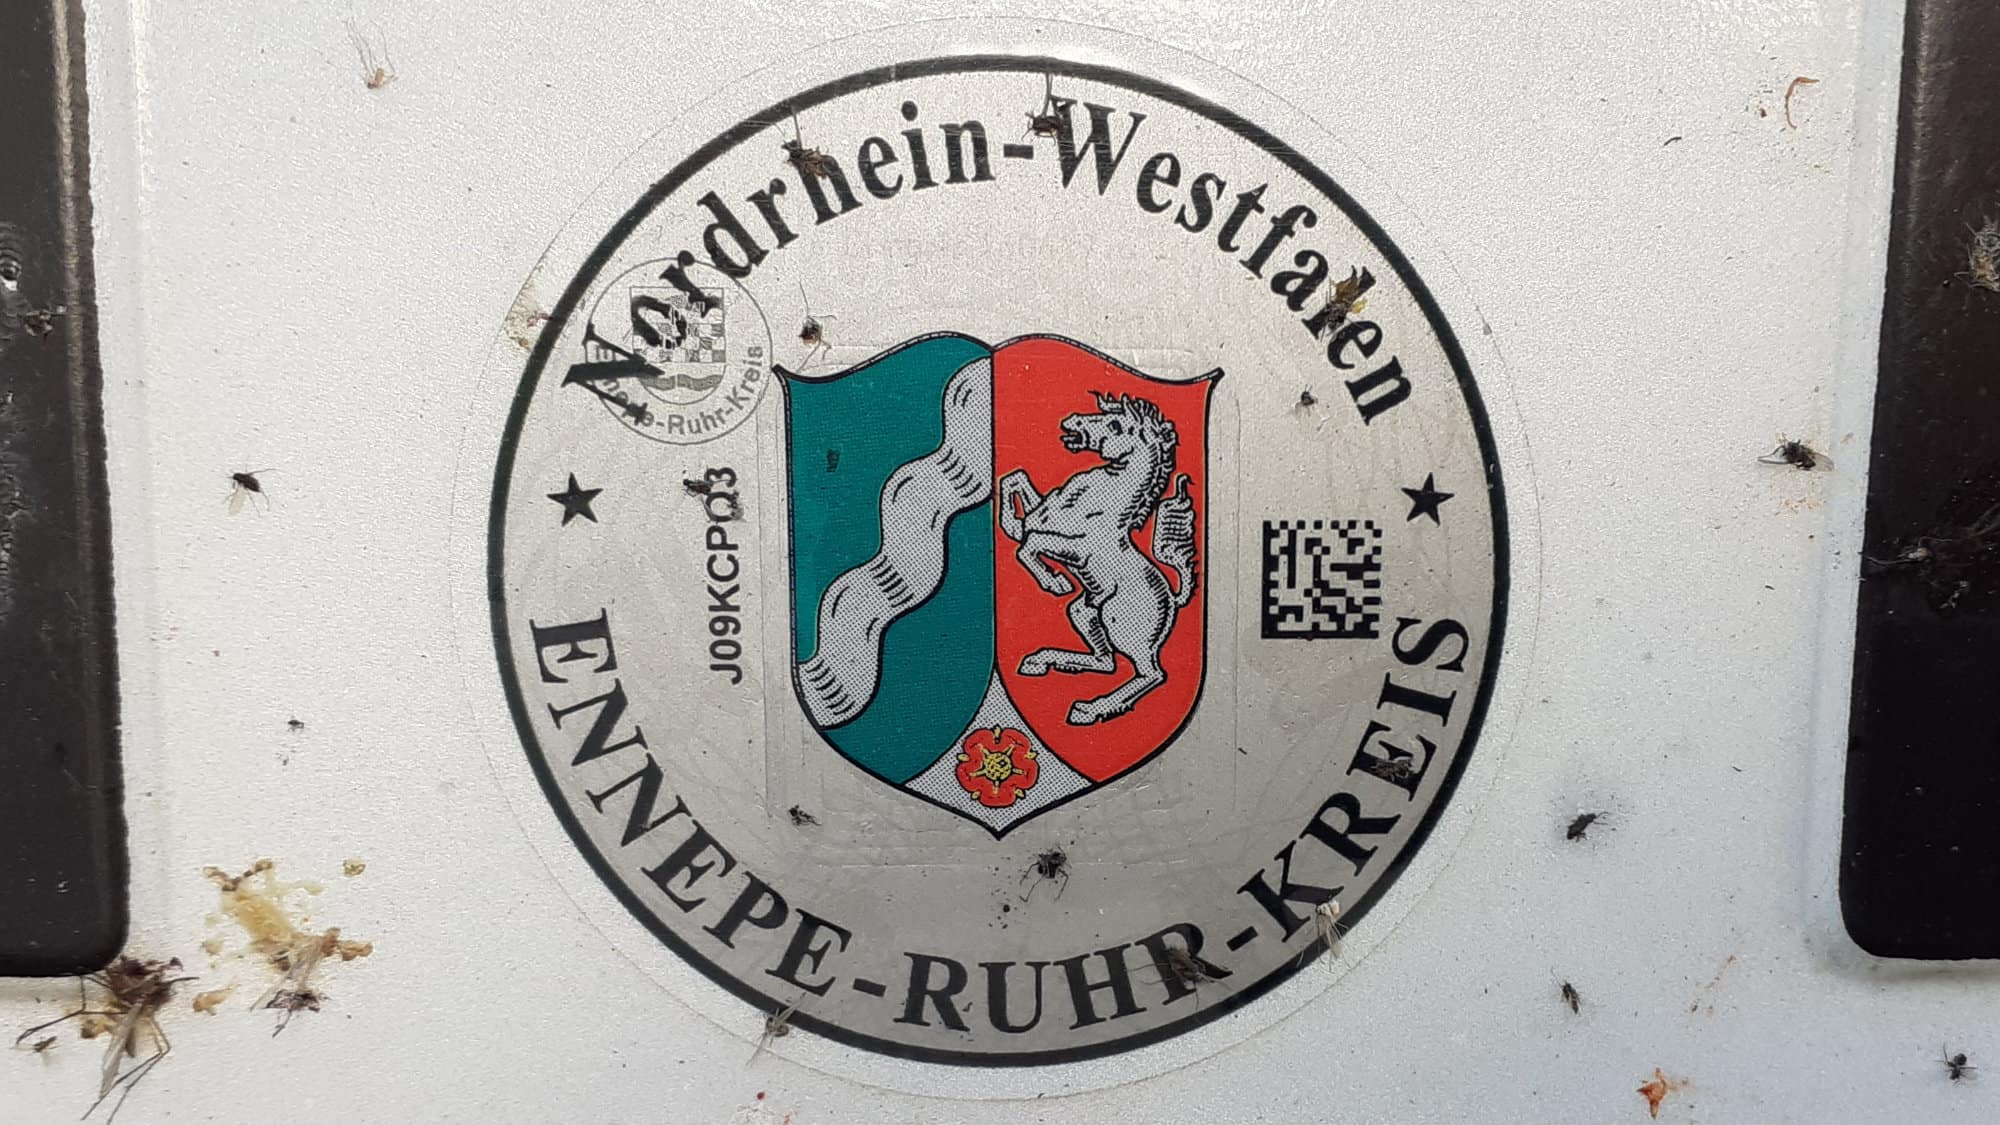 Nordrhein-Westfalen
Ennepe-Ruhr-Kreis
J09KCPQ3
ENNEPE-RUHR-KREIS